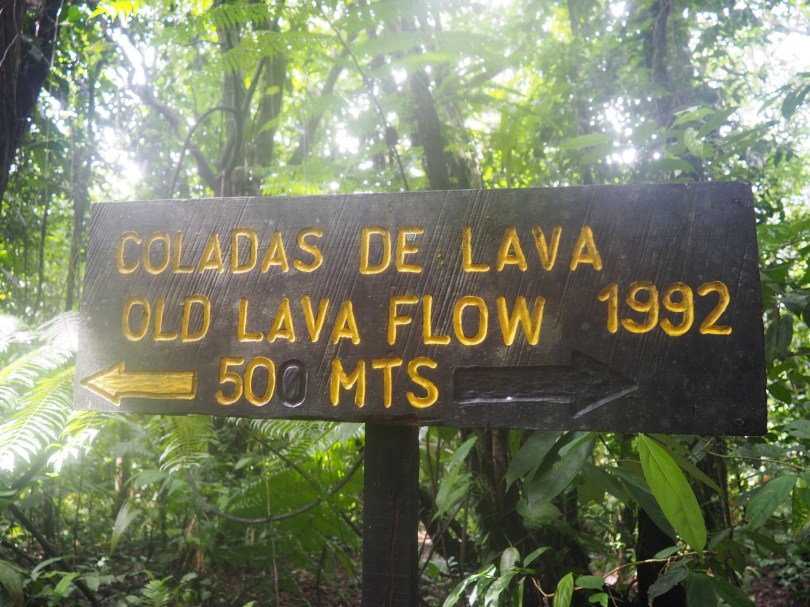 COLADAS DE LAVA
OLD LAVA FLOW 1992
500 MTS